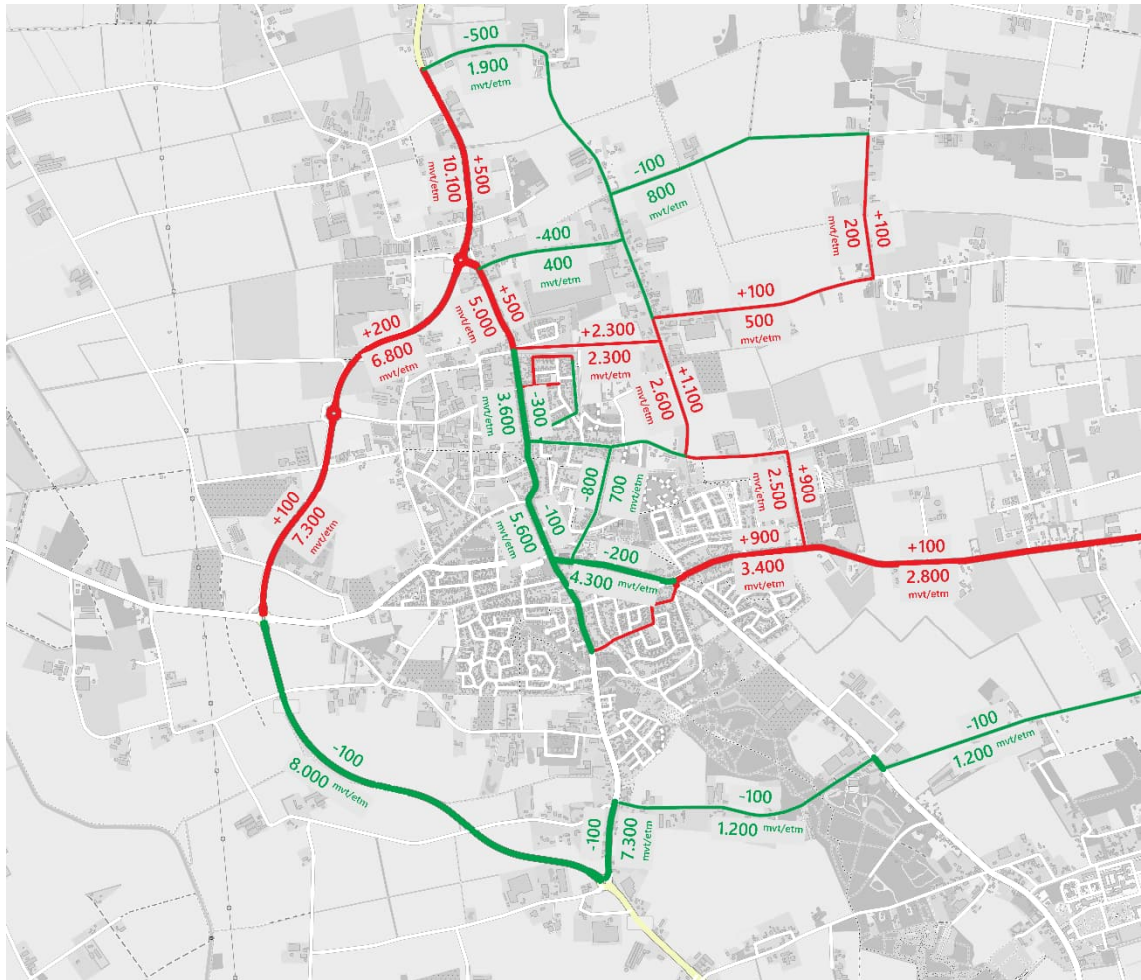 -500
1.900
mvt/etm
+500
10.100
mvt/etm
-100
800
mvt/etm
+100
200
mvt/etm
-400
400
mvt/etm
+500
5.000
mvt/etm
+100
500
mvt/etm
+200
6.800
mvt/etm
+2.300
2.300
mvt/etm
+1.100
2.600
mvt/etm
-300
3.600
mvt/etm
-800
700
mvt/etm
+900
2.500
mvt/etm
+100
7.300
mvt/etm
-100
5.600
mvt/etm
-200
4.300 mvt/etm
+900
3.400
mvt/etm
+100
2.800
mvt/etm
-100
1.200 mvt/etm
-100
8.000 mvt/etm
-100
7.300
mvt/etm
-100
1.200 mvt/etm